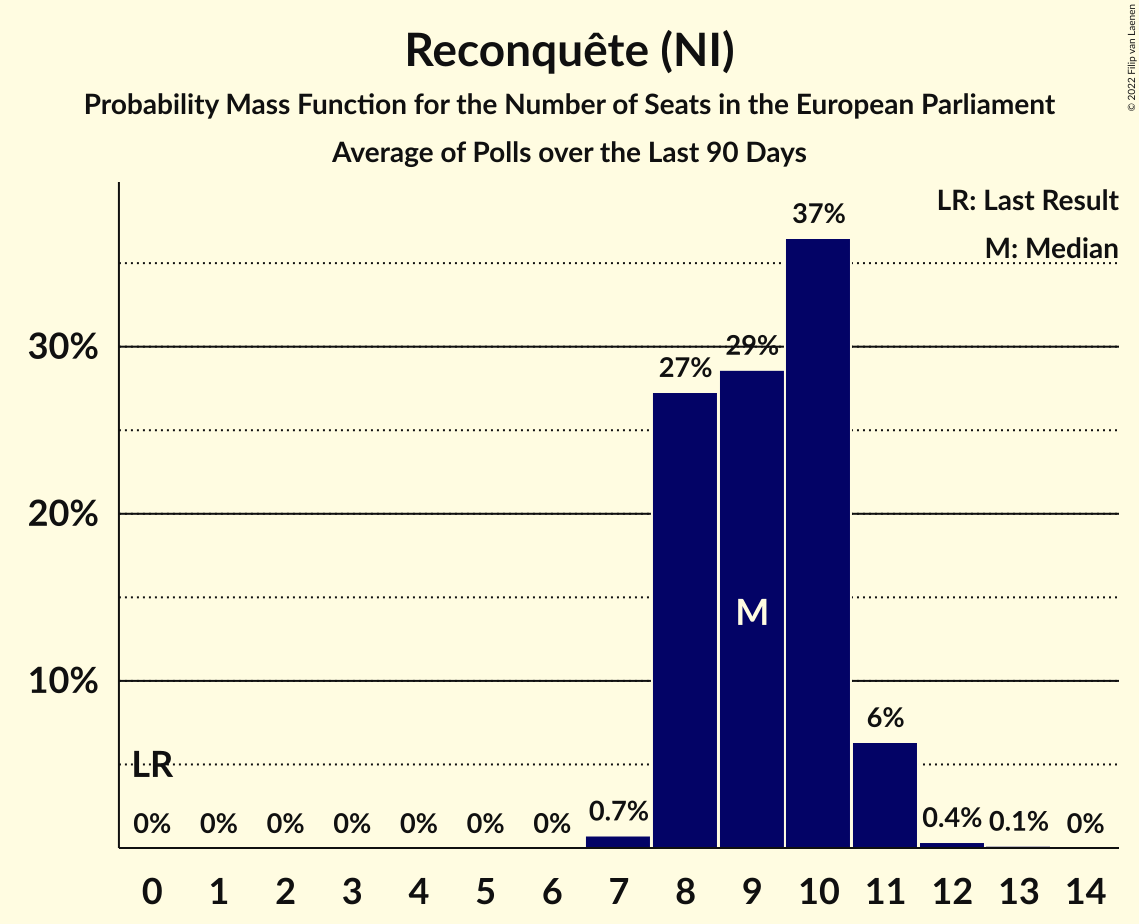 Reconquête (NI)
Probability Mass Function for the Number of Seats in the European Parliament
Average of Polls over the Last 90 Days
© 2022 Filip van Laenen
LR: Last Result
M: Median
37%
30%
29%
27%
20%
M
10%
6%
LR
0% 0% 0% 0% 0% 0% 0% 0.7% 0.4% 0.1% 0%
0 1 2 3 4 5 6 7 8 9 10 11 12 13 14